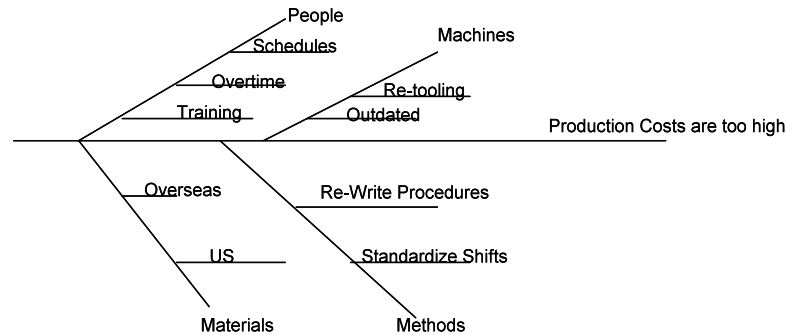 People
Machines
Schedules
Overtime
Re-tooling
Training
Outdated
Production Costs are too high
Overseas
Re-Write Procedures
US
Standardize Shifts
Materials
Methods